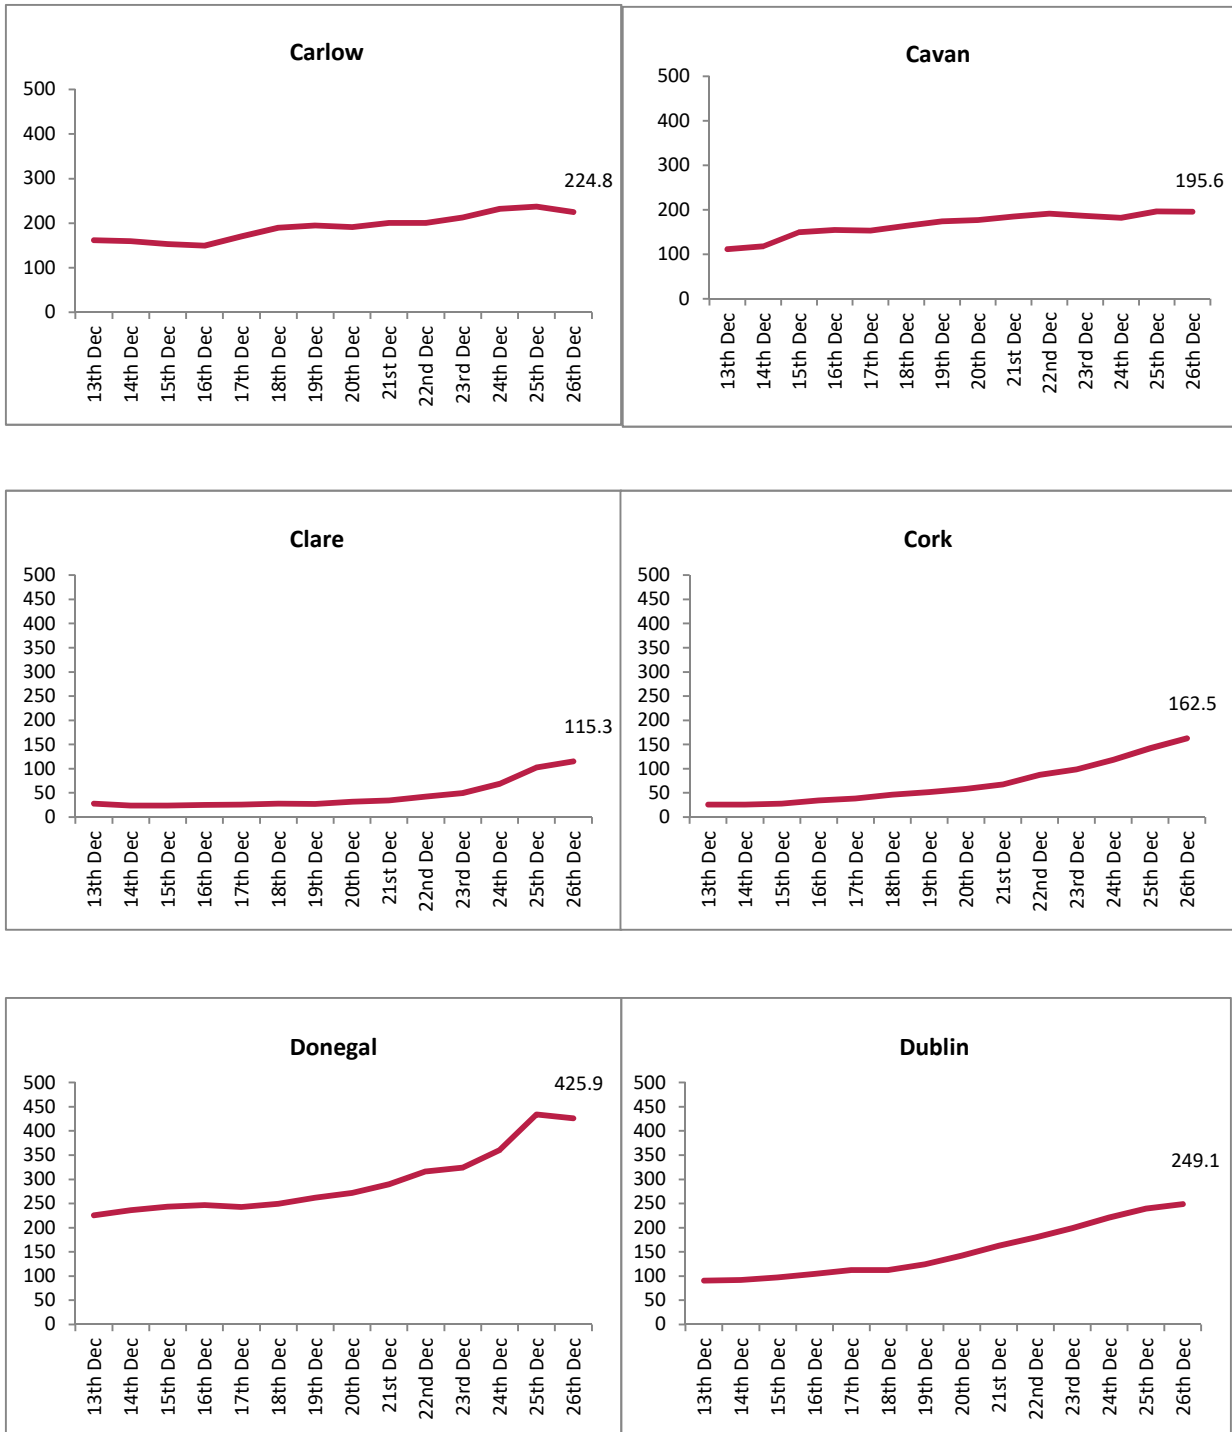 Carlow
500
400
300
200
100
0
224.8
13th Dec
14th Dec
15th Dec
16th Dec
17th Dec
18th Dec
19th Dec
20th Dec
21st Dec
22nd Dec
23rd Dec
24th Dec
25th Dec
26th Dec
Cavan
500
400
300
200
100
0
195.6
13th Dec
14th Dec
15th Dec
16th Dec
17th Dec
18th Dec
19th Dec
20th Dec
21st Dec
22nd Dec
23rd Dec
24th Dec
25th Dec
26th Dec
Clare
500
450
400
350
300
250
200
150
100
50
0
115.3
13th Dec
14th Dec
15th Dec
16th Dec
17th Dec
18th Dec
19th Dec
20th Dec
21st Dec
22nd Dec
23rd Dec
24th Dec
25th Dec
26th Dec
Cork
500
450
400
350
300
250
200
150
100
50
0
162.5
13th Dec
14th Dec
15th Dec
16th Dec
17th Dec
18th Dec
19th Dec
20th Dec
21st Dec
22nd Dec
23rd Dec
24th Dec
25th Dec
26th Dec
Donegal
500
450
400
350
300
250
200
150
100
50
0
425.9
13th Dec
14th Dec
15th Dec
16th Dec
17th Dec
18th Dec
19th Dec
20th Dec
21st Dec
22nd Dec
23rd Dec
24th Dec
25th Dec
26th Dec
Dublin
500
450
400
350
300
250
200
150
100
50
0
249.1
13th Dec
14th Dec
15th Dec
16th Dec
17th Dec
18th Dec
19th Dec
20th Dec
21st Dec
22nd Dec
23rd Dec
24th Dec
25th Dec
26th Dec